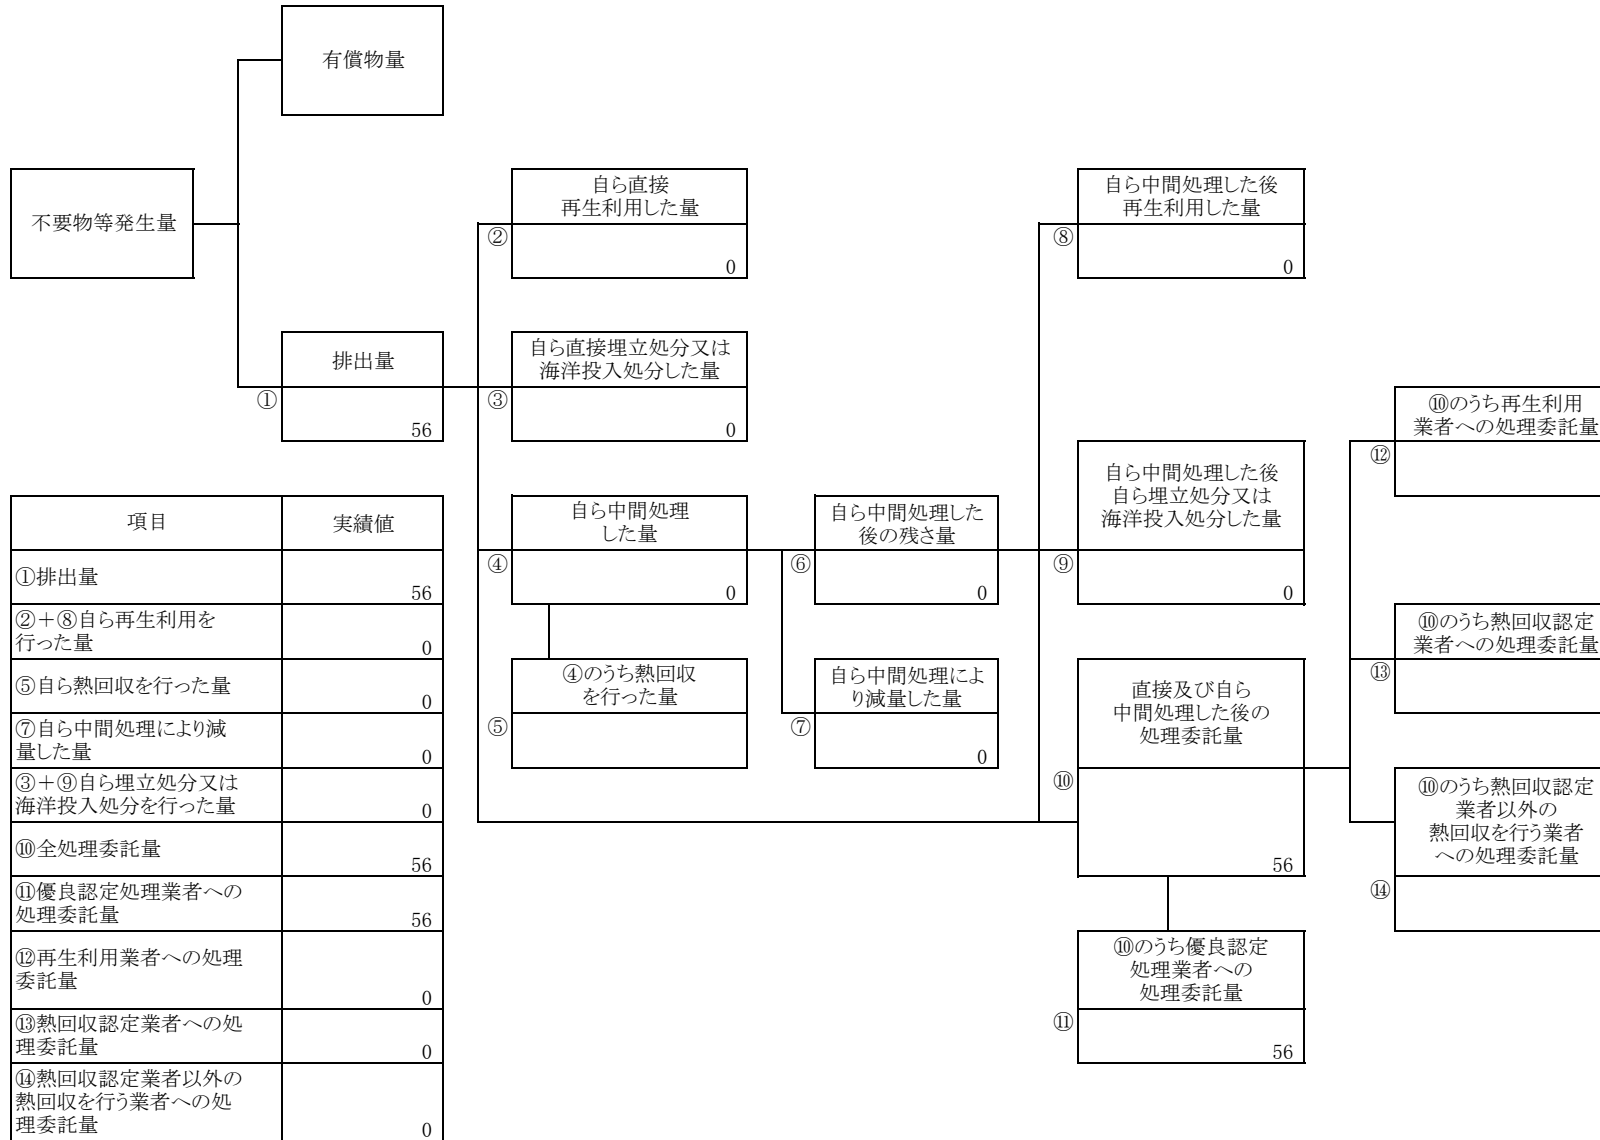 有償物量
不要物等発生量
自ら直接
再生利用した量
②
0
自ら中間処理した後
再生利用した量
⑧
0
排出量
①
56
自ら直接埋立処分又は
海洋投入処分した量
③
0
⑩のうち再生利用
業者への処理委託量
⑫
自ら中間処理
した量
④
0
自ら中間処理した
後の残さ量
⑥
0
自ら中間処理した後
自ら埋立処分又は
海洋投入処分した量
⑨
0
⑩のうち熱回収認定
業者への処理委託量
⑬
④のうち熱回収
を行った量
⑤
自ら中間処理によ
り減量した量
⑦
0
直接及び自ら
中間処理した後の
処理委託量
⑩
56
⑩のうち熱回収認定
業者以外の
熱回収を行う業者
への処理委託量
⑭
⑩のうち優良認定
処理業者への
処理委託量
⑪
56
項目 実績値
①排出量 56
②+⑧自ら再生利用を
行った量 0
⑤自ら熱回収を行った量 0
⑦自ら中間処理により減
量した量 0
③+⑨自ら埋立処分又は
海洋投入処分を行った量 0
⑩全処理委託量 56
⑪優良認定処理業者への
処理委託量 56
⑫再生利用業者への処理
委託量 0
⑬熱回収認定業者への処
理委託量 0
⑭熱回収認定業者以外の
熱回収を行う業者への処
理委託量 0